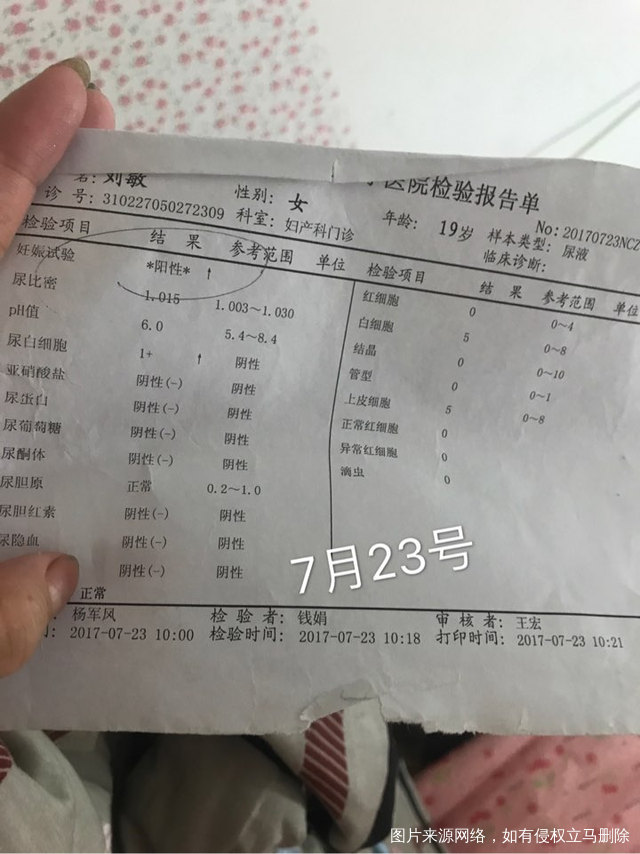 名: 刘敏
医院检验报告单
诊 号: 310227050272309 性别: 女 年龄: 19岁 No: 20170723NCZ
科室: 妇产科门诊 样本类型: 尿液
临床诊断:
检验项目 结 果 参考范围 单位
妊娠试验 *阳性* ↑
尿比密 1.015 1.003~1.030
pH值 6.0 5.4~8.4
尿白细胞 1+ ↑ 阴性
亚硝酸盐 阴性(-) 阴性
尿蛋白 阴性(-) 阴性
尿葡萄糖 阴性(-) 阴性
尿酮体 阴性(-) 阴性
尿胆原 正常 0.2~1.0
尿胆红素 阴性(-) 阴性
尿隐血 阴性(-) 阴性
阴性(-) 阴性
正常
检验项目 结 果 参考范围 单位
红细胞 0 0~4
白细胞 5 0~8
结晶 0 0~10
管型 0 0~1
上皮细胞 5 0~8
正常红细胞 0
异常红细胞 0
滴虫 0
7月23号
杨军风 检 验 者: 钱娟 审 核 者: 王宏
: 2017-07-23 10:00 检验时间: 2017-07-23 10:18 打印时间: 2017-07-23 10:21
图片来源网络，如有侵权立马删除